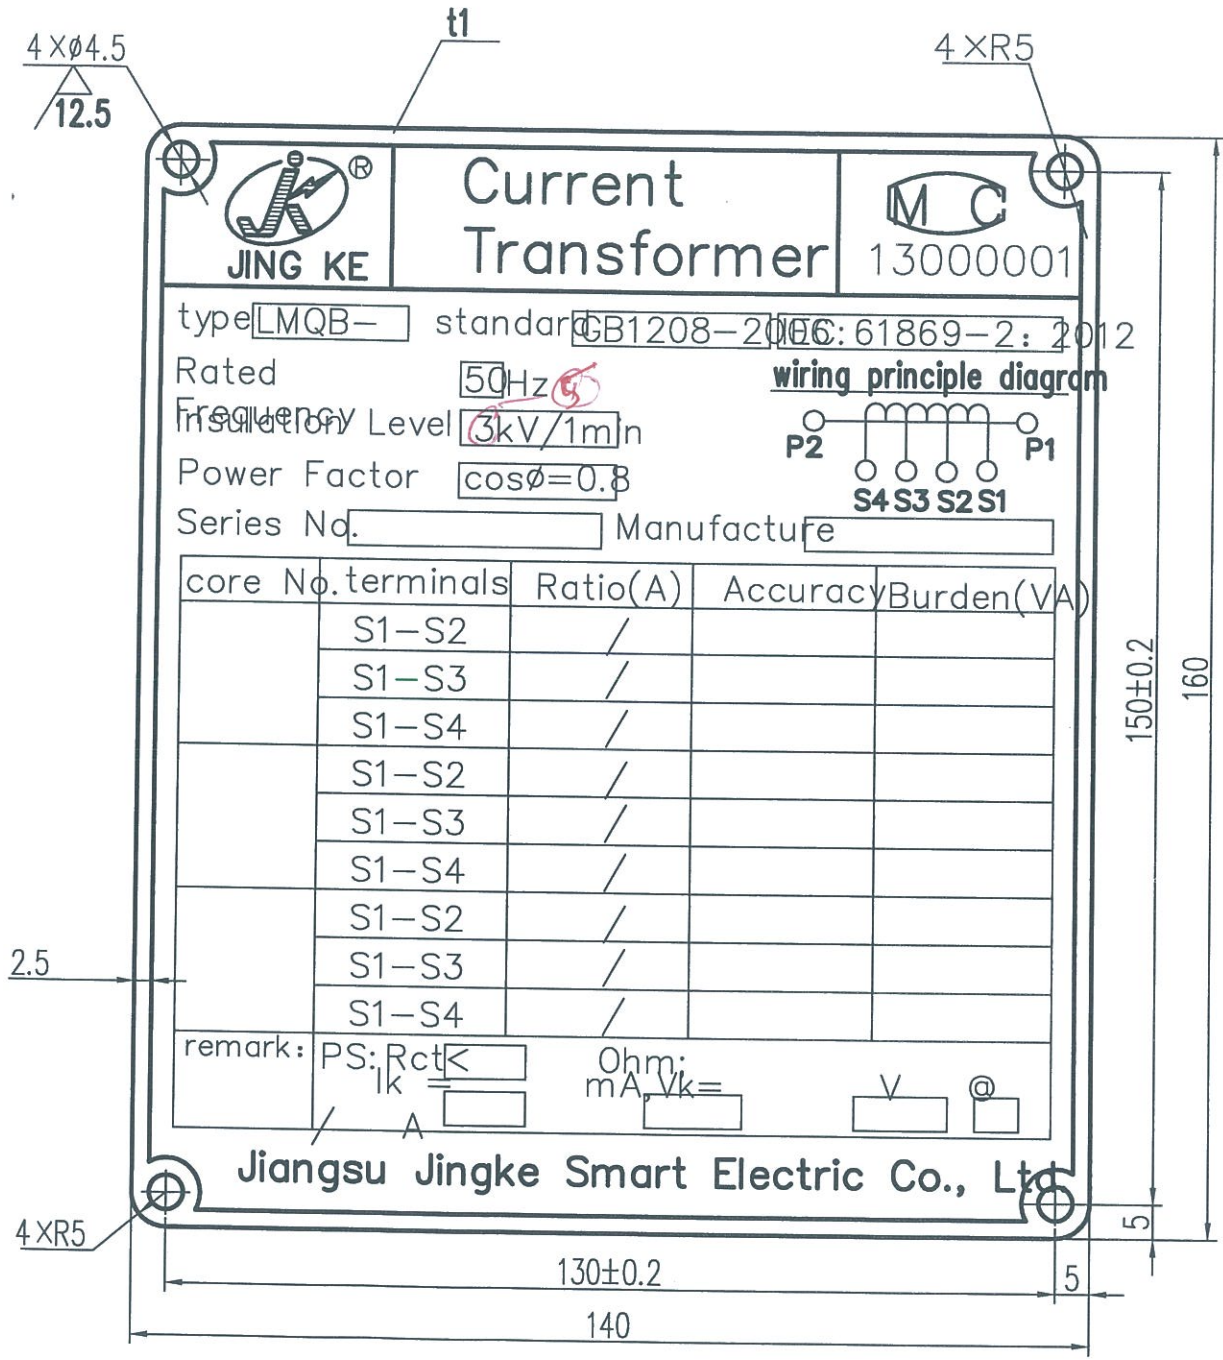 t1
4×ø4.5
12.5
4×R5
®
JING KE
Current
Transformer
M C
13000001
type LMQB- standard GB1208-2006 IEC:61869-2:2012
Rated
Frequency
50Hz
Insulation Level 3kV/1min
5
Power Factor cosø=0.8
wiring principle diagram
P2 P1
S4 S3 S2 S1
Series No. Manufacture
core No. terminals Ratio(A) Accuracy Burden(VA)
S1-S2 /
S1-S3 /
S1-S4 /
S1-S2 /
S1-S3 /
S1-S4 /
S1-S2 /
S1-S3 /
S1-S4 /
remark: PS: Rct< Ohm;
Ik = mA,Vk= V @
/ A
Jiangsu Jingke Smart Electric Co., Ltd
2.5
150±0.2
160
5
4×R5
130±0.2
5
140